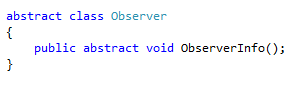 abstract class Observer
{
    public abstract void ObserverInfo();
}